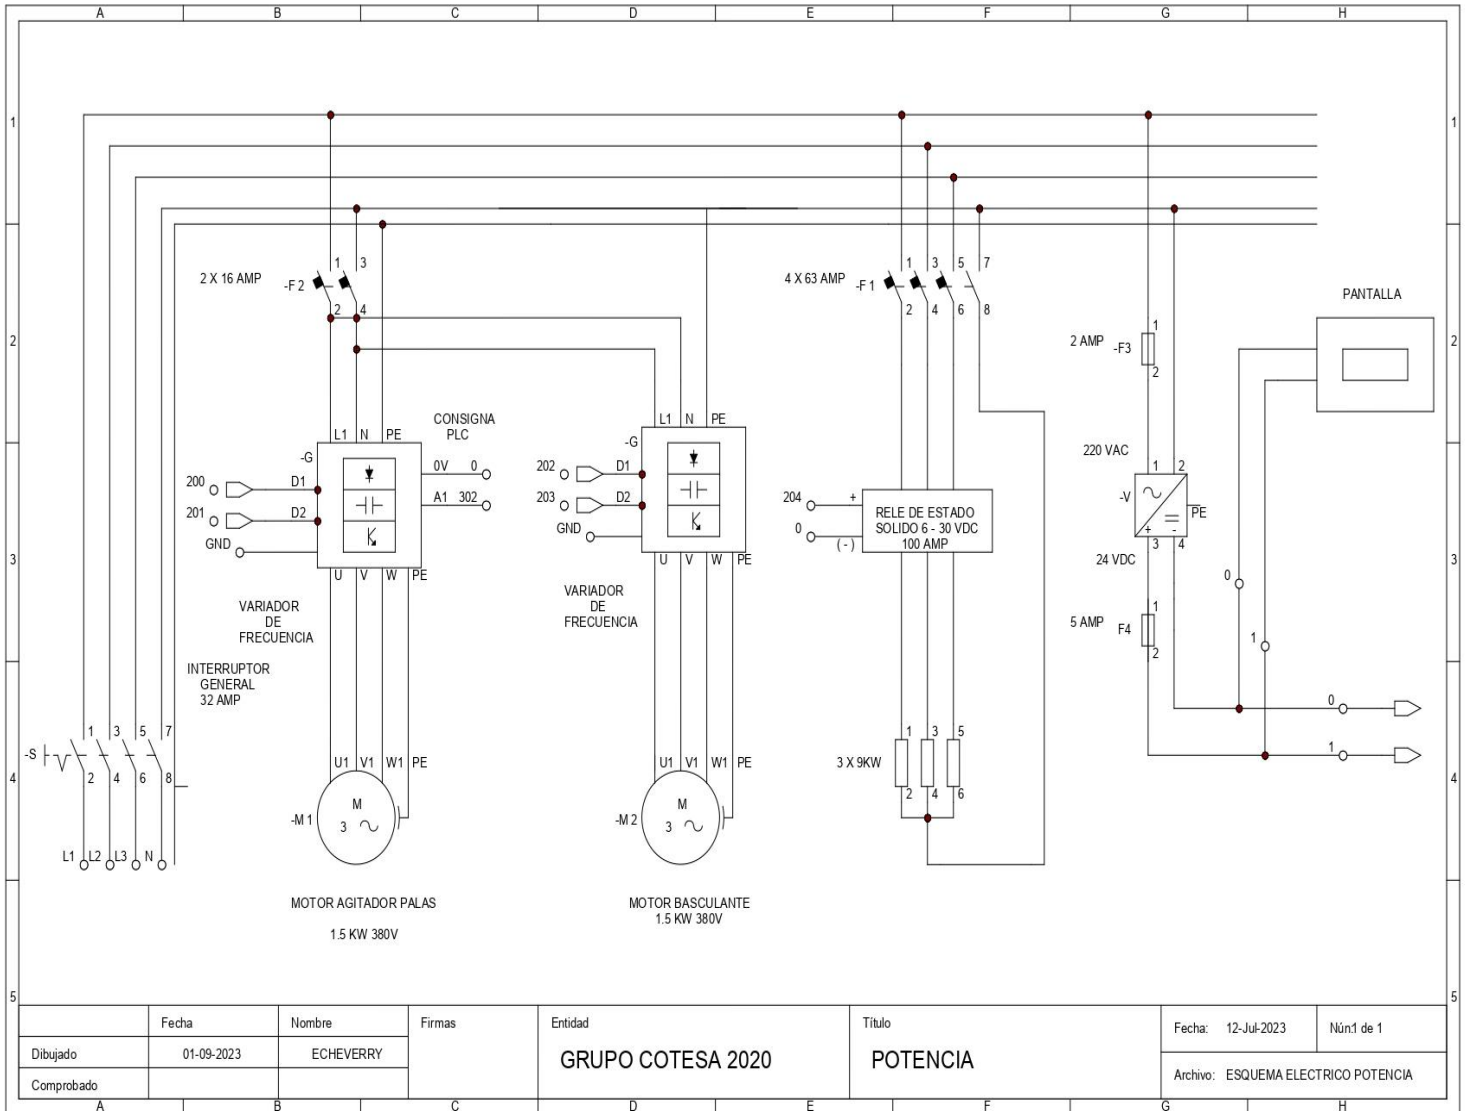 A B C D E F G H
1 1
2 X 16 AMP
-F 2
1 3
2 4
4 X 63 AMP
-F 1
1 3 5 7
2 4 6 8
PANTALLA
2 2
2 AMP
-F3
1
2
CONSIGNA
PLC
L1 N PE
-G
0V 0
A1 302
200 D1
201 D2
GND
L1 N PE
-G
202 D1
203 D2
GND
204 +
0 (-)
RELE DE ESTADO
SOLIDO 6 - 30 VDC
100 AMP
220 VAC
1 2
-V
PE
+ -
3 4
24 VDC
3 3
U V W PE
U V W PE
VARIADOR
DE
FRECUENCIA
VARIADOR
DE
FRECUENCIA
0
1
5 AMP
F4
1
2
INTERRUPTOR
GENERAL
32 AMP
-S
1 3 5 7
2 4 6 8
L1 L2 L3 N
U1 V1 W1 PE
-M 1
M
3
U1 V1 W1 PE
-M 2
M
3
3 X 9KW
1 3 5
2 4 6
0
1
4 4
MOTOR AGITADOR PALAS
1.5 KW 380V
MOTOR BASCULANTE
1.5 KW 380V
5 5
Fecha Nombre Firmas
Dibujado 01-09-2023 ECHEVERRY
Comprobado
Entidad
GRUPO COTESA 2020
Título
POTENCIA
Fecha: 12-Jul-2023 Núm:1 de 1
Archivo: ESQUEMA ELECTRICO POTENCIA
A B C D E F G H